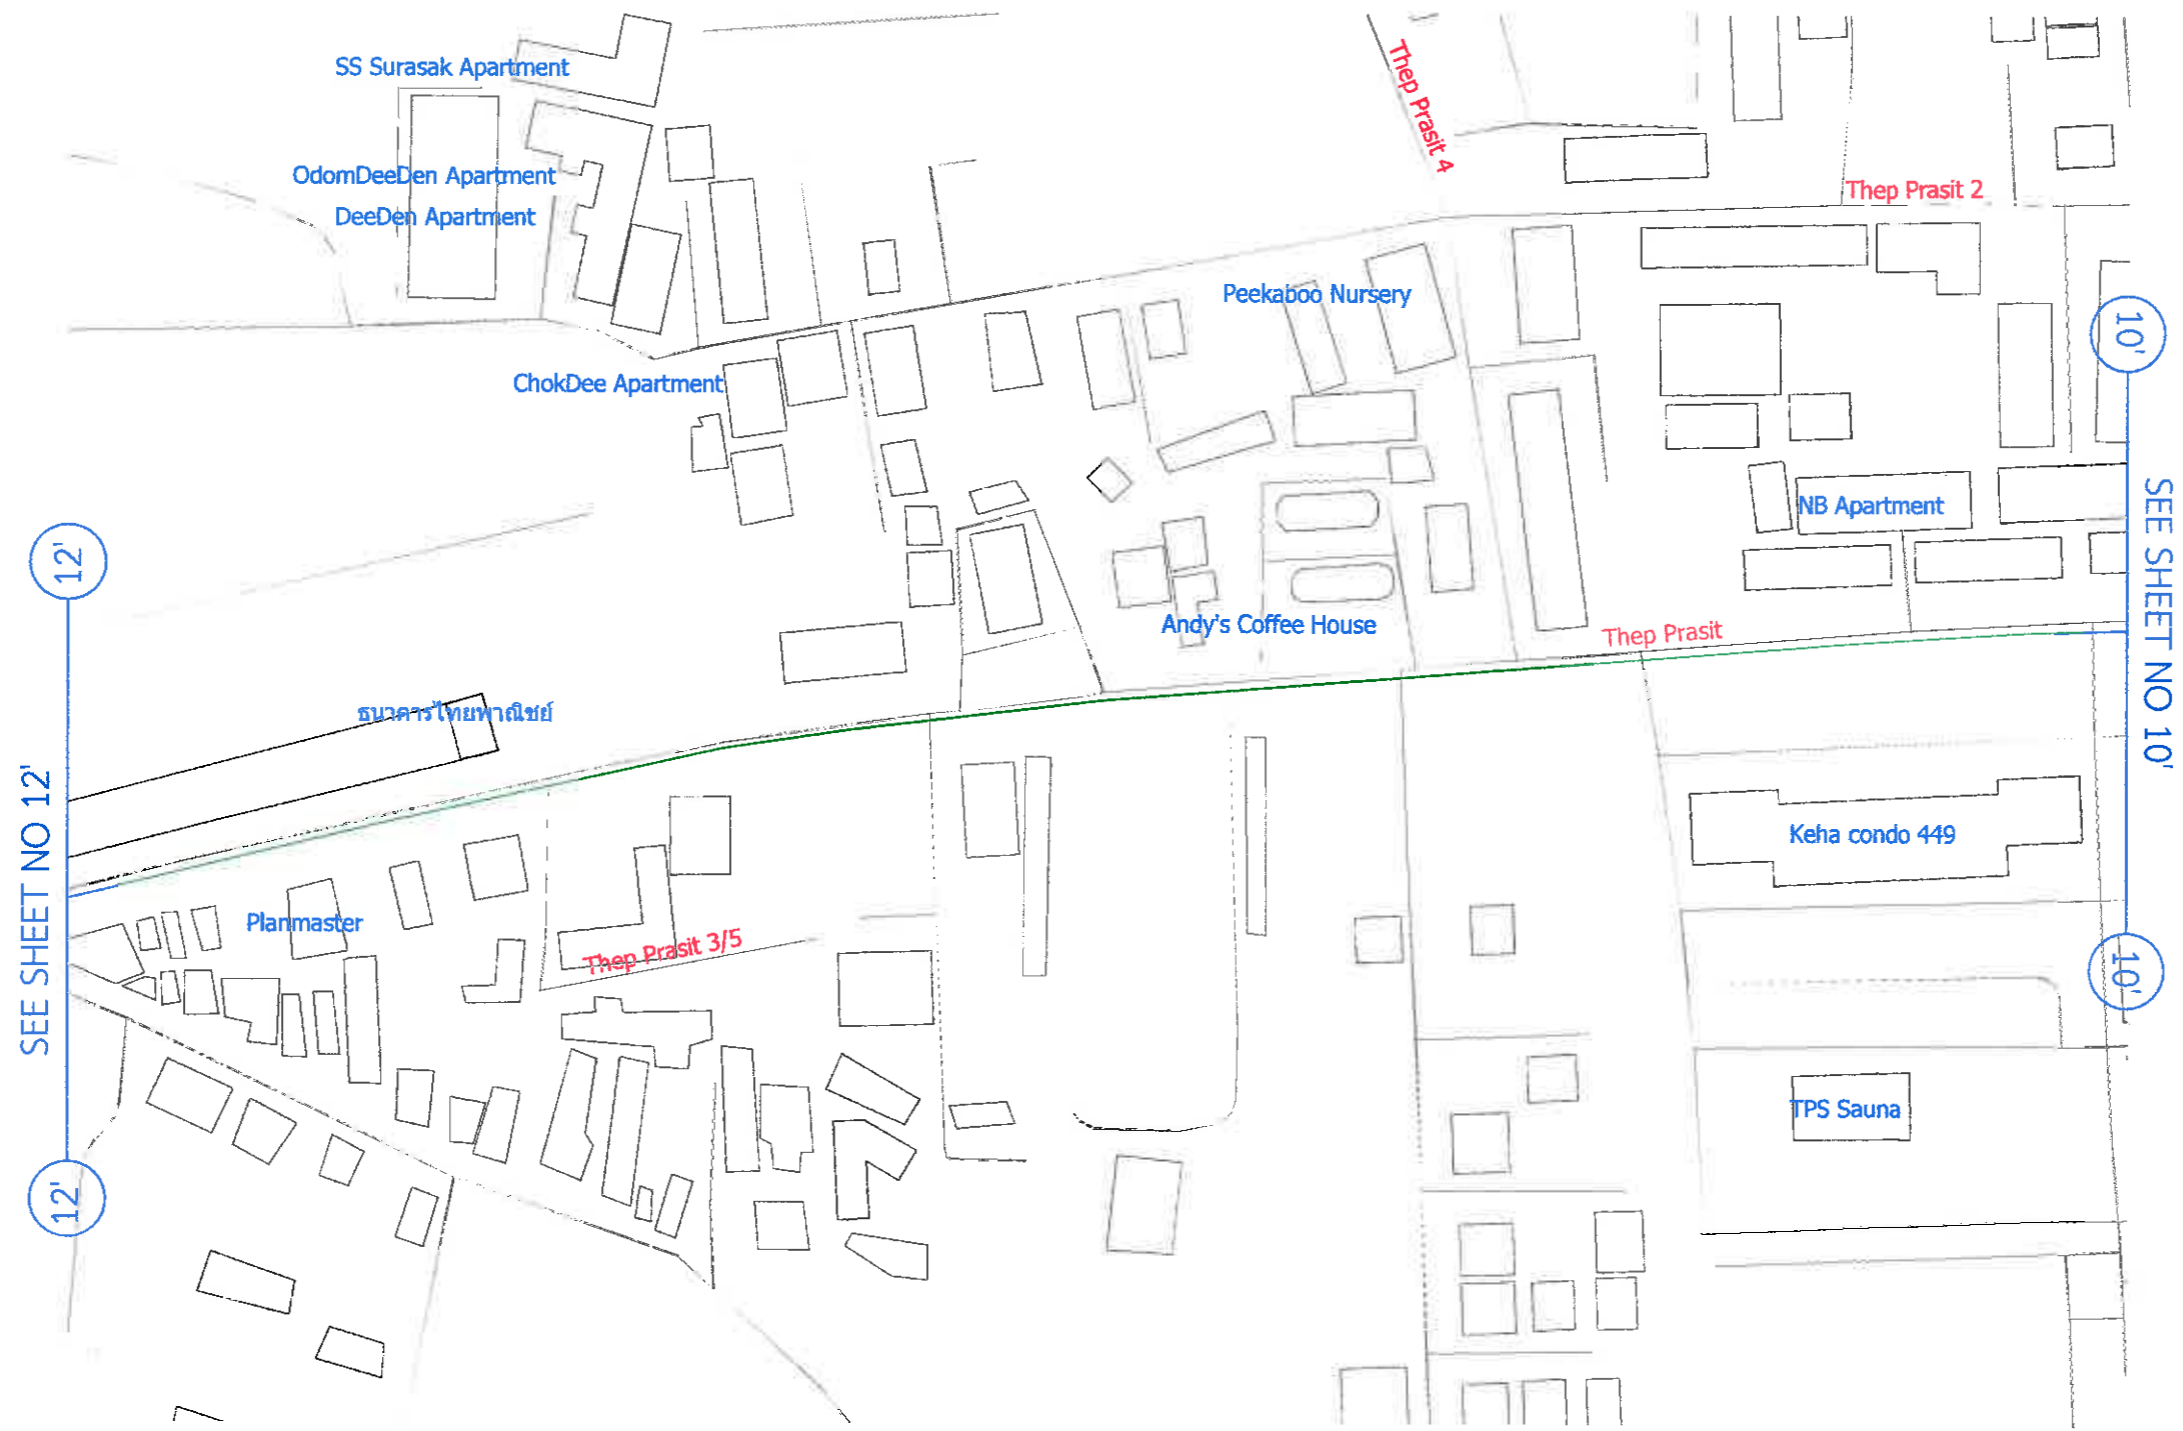 SS Surasak Apartment
Thep Prasit 4
OdomDeeDen Apartment
Thep Prasit 2
DeeDen Apartment
Peekaboo Nursery
10'
ChokDee Apartment
NB Apartment
12'
SEE SHEET NO 10'
Andy's Coffee House
Thep Prasit
ธนาคารไทยพาณิชย์
Keha condo 449
SEE SHEET NO 12'
Planmaster
Thep Prasit 3/5
10'
TPS Sauna
12'